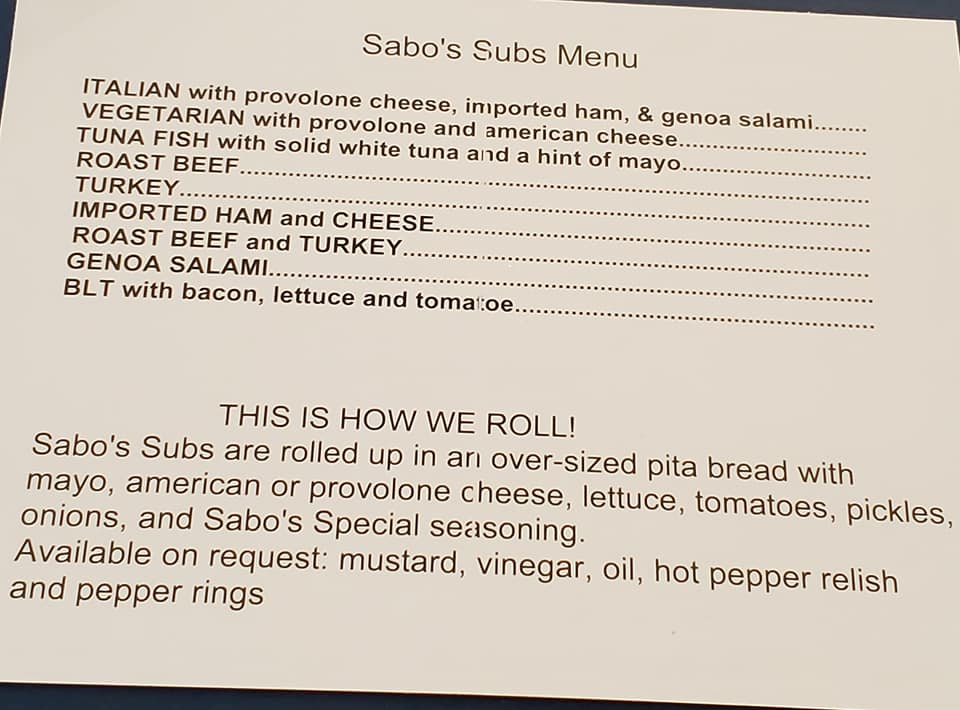 Sabo's Subs Menu
ITALIAN with provolone cheese, imported ham, & genoa salami........
VEGETARIAN with provolone and american cheese...........................
TUNA FISH with solid white tuna and a hint of mayo...........................
ROAST BEEF..........................................................................................
TURKEY..................................................................................................
IMPORTED HAM and CHEESE..............................................................
ROAST BEEF and TURKEY...................................................................
GENOA SALAMI......................................................................................
BLT with bacon, lettuce and tomatoe...................................................
THIS IS HOW WE ROLL!
Sabo's Subs are rolled up in an over-sized pita bread with
mayo, american or provolone cheese, lettuce, tomatoes, pickles,
onions, and Sabo's Special seasoning.
Available on request: mustard, vinegar, oil, hot pepper relish
and pepper rings